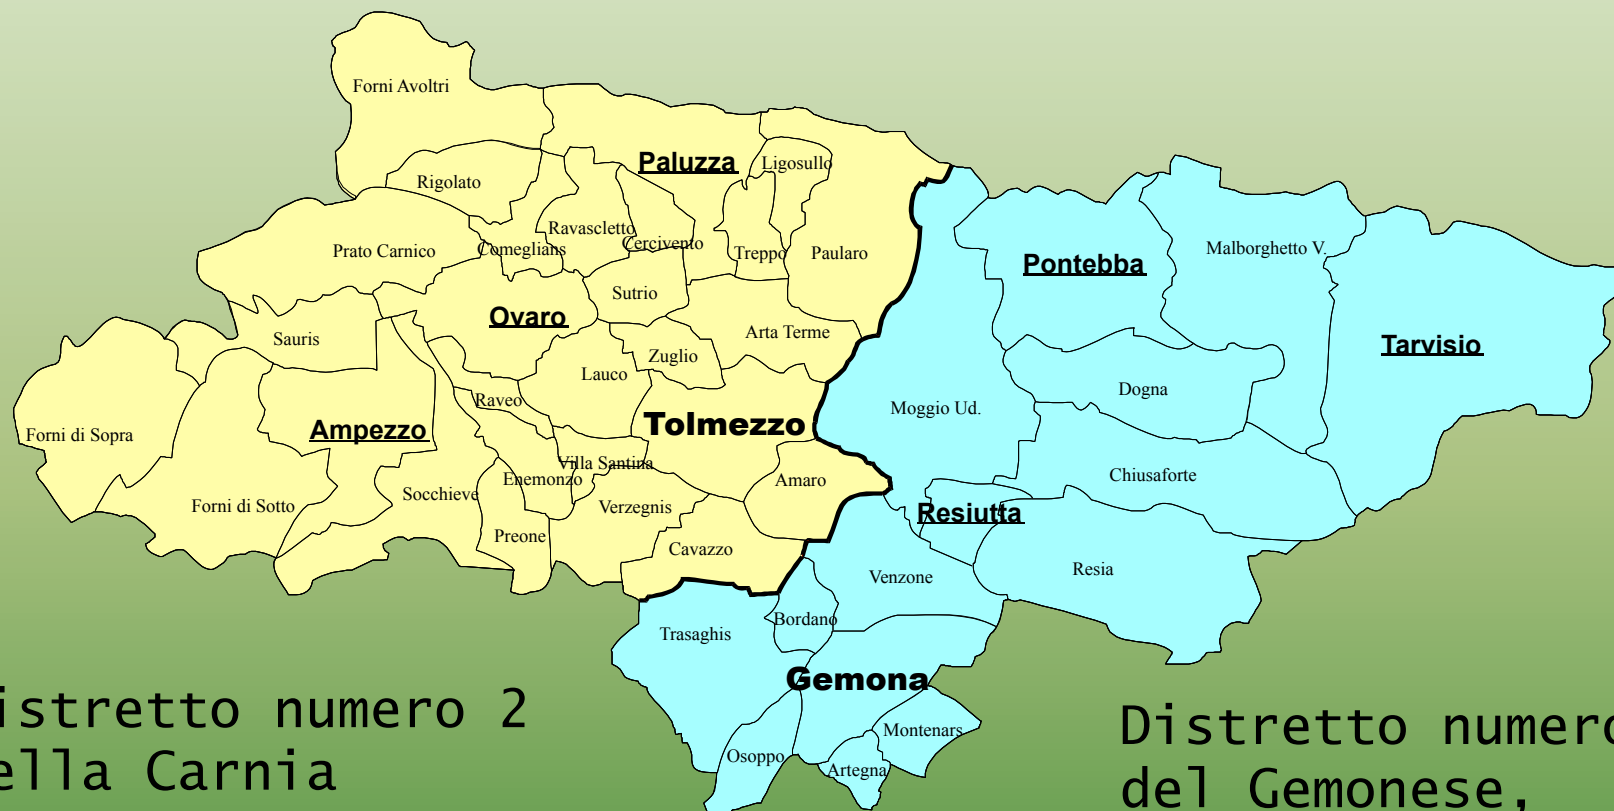 Forni Avoltri
Paluzza
Ligosullo
Rigolato
Ravascletto
Cercivento
Prato Carnico
Comeglians
Treppo
Paularo
Malborghetto V.
Pontebba
Sutrio
Ovaro
Arta Terme
Sauris
Tarvisio
Zuglio
Lauco
Dogna
Raveo
Moggio Ud.
Tolmezzo
Ampezzo
Forni di Sopra
Villa Santina
Enemonzo
Amaro
Chiusaforte
Socchieve
Forni di Sotto
Verzegnis
Resiutta
Preone
Cavazzo
Venzone
Resia
Bordano
Trasaghis
Gemona
Montenars
Osoppo
Artegna
istretto numero 2
ella Carnia
Distretto numero
del Gemonese,